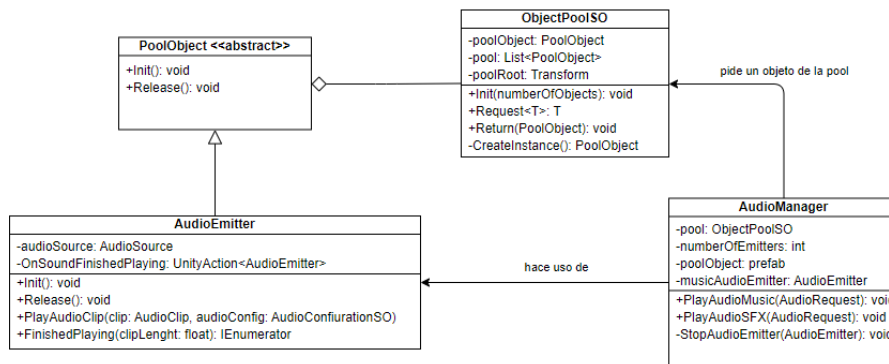 PoolObject <<abstract>>
+Init(): void
+Release(): void
ObjectPoolSO
-poolObject: PoolObject
-pool: List<PoolObject>
-poolRoot: Transform
+Init(numberOfObjects): void
+Request<T>: T
+Return(PoolObject): void
-CreateInstance(): PoolObject
pide un objeto de la pool
AudioEmitter
-audioSource: AudioSource
-OnSoundFinishedPlaying: UnityAction<AudioEmitter>
+Init(): void
+Release(): void
+PlayAudioClip(clip: AudioClip, audioConfig: AudioConfiurationSO)
+FinishedPlaying(clipLenght: float): IEnumerator
hace uso de
AudioManager
-pool: ObjectPoolSO
-numberOfEmitters: int
-poolObject: prefab
-musicAudioEmitter: AudioEmitter
+PlayAudioMusic(AudioRequest): void
+PlayAudioSFX(AudioRequest): void
-StopAudioEmitter(AudioEmitter): void